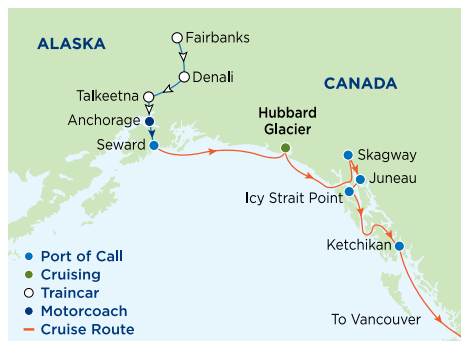 ALASKA
Fairbanks
Denali
Talkeetna
Anchorage
Seward
CANADA
Hubbard
Glacier
Skagway
Juneau
Icy Strait Point
Ketchikan
To Vancouver
Port of Call
Cruising
Traincar
Motorcoach
Cruise Route